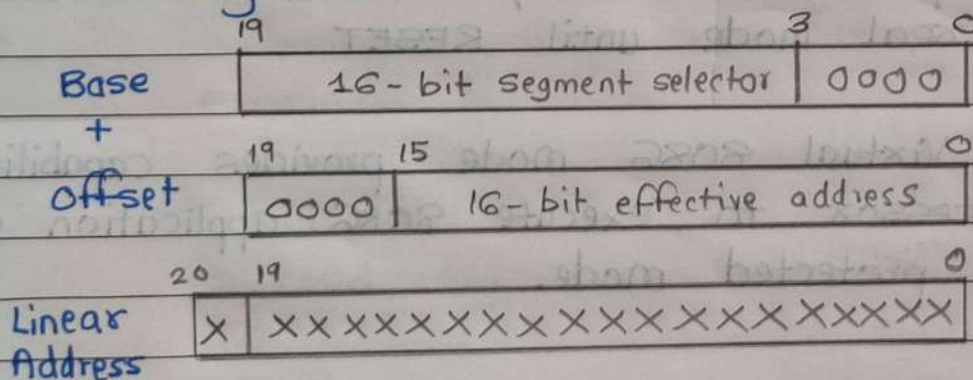 19 3 0
Base 16-bit segment selector 0000
+
19 15 0
Offset 0000 16-bit effective address
20 19 0
Linear X XXXXXXXXXXXXXXXXXXXX
Address